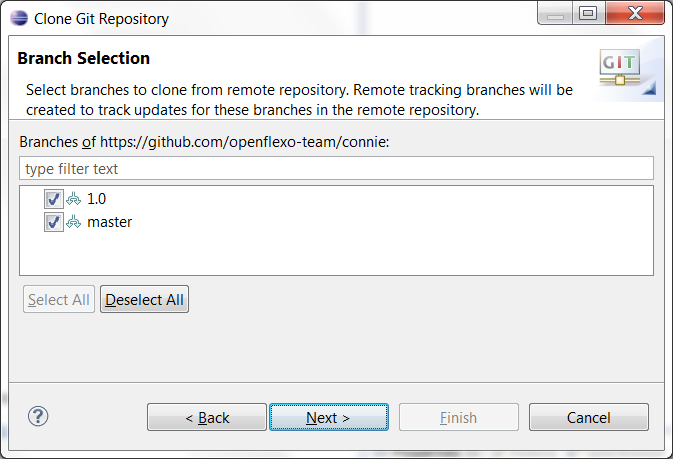 Clone Git Repository
Branch Selection
GIT
Select branches to clone from remote repository. Remote tracking branches will be
created to track updates for these branches in the remote repository.
Branches of https://github.com/openflexo-team/connie:
type filter text
1.0
master
Select All Deselect All
? < Back Next > Finish Cancel